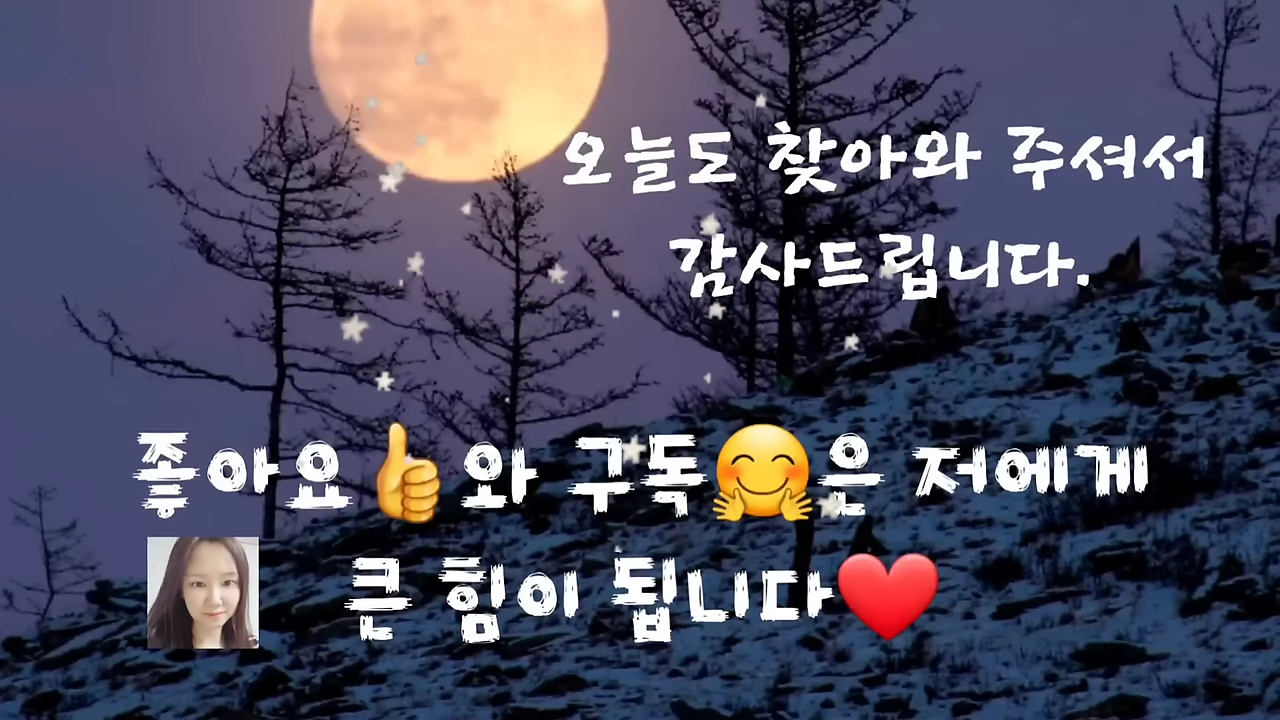 오늘도 찾아와 주셔서
감사드립니다.
좋아요👍와 구독🤗은 저에게
큰 힘이 됩니다❤️